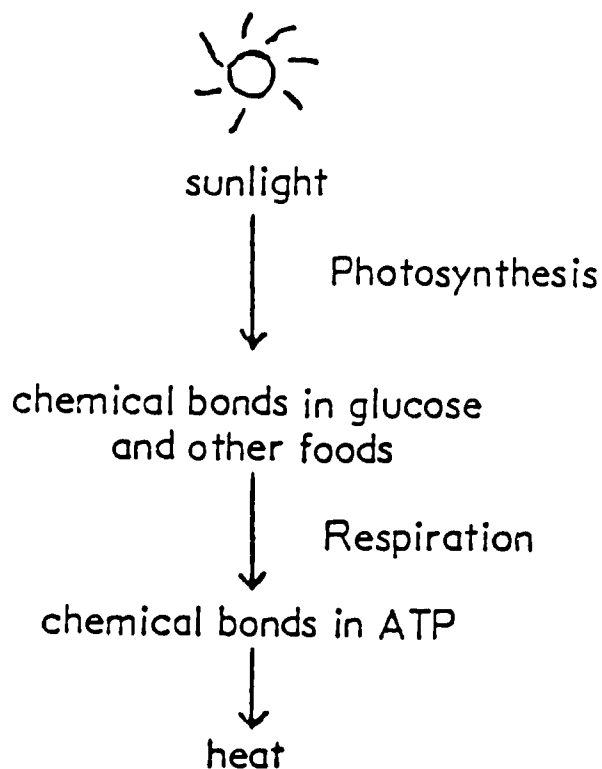 sunlight
Photosynthesis
chemical bonds in glucose
and other foods
Respiration
chemical bonds in ATP
heat